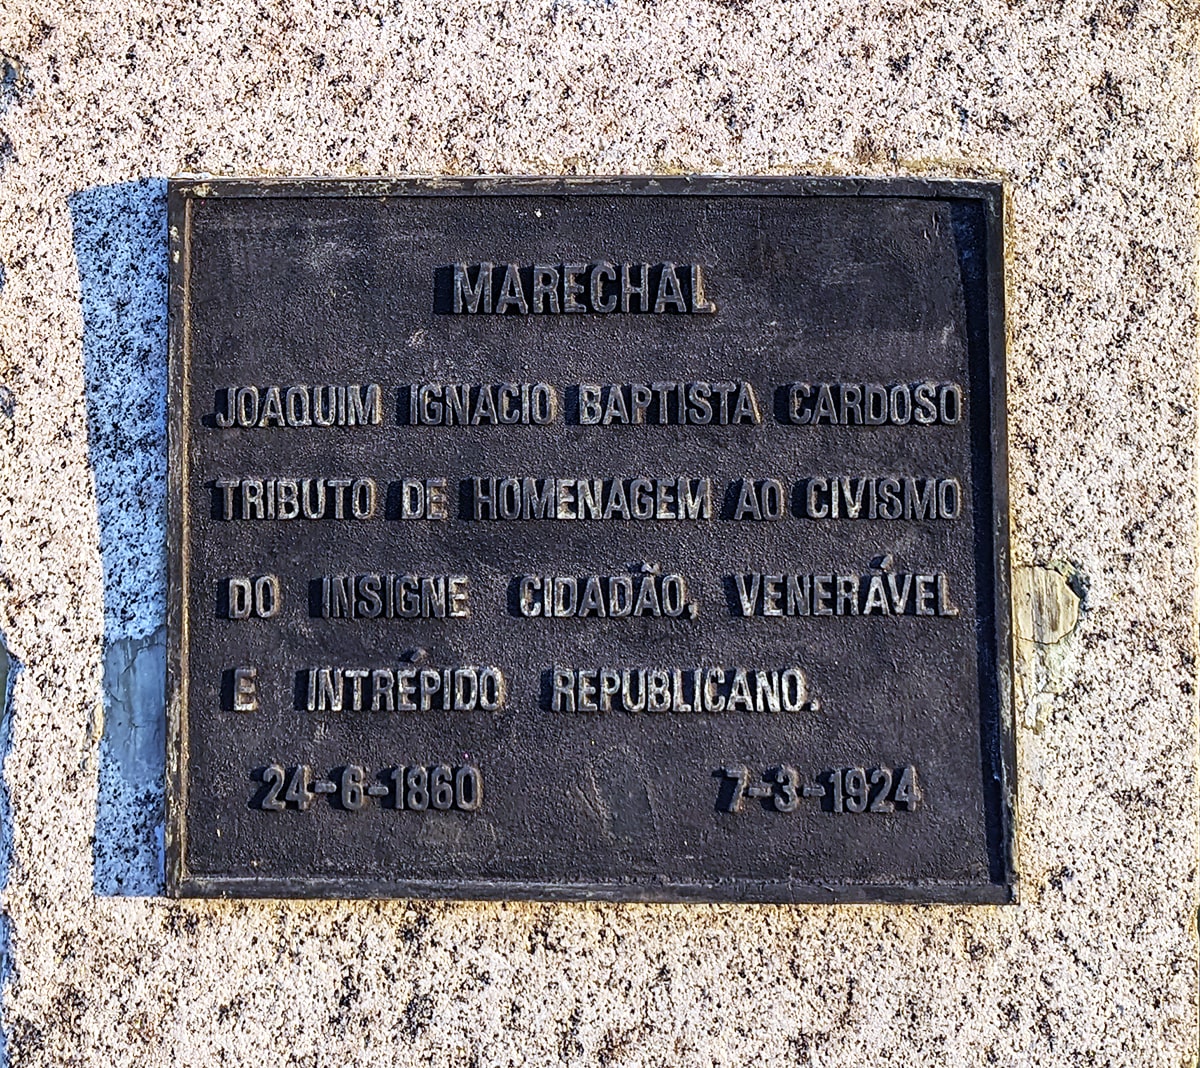 MARECHAL
JOAQUIM IGNACIO BAPTISTA CARDOSO
TRIBUTO DE HOMENAGEM AO CIVISMO
DO INSIGNE CIDADÃO, VENERÁVEL
E INTRÉPIDO REPUBLICANO.
24-6-1860 7-3-1924